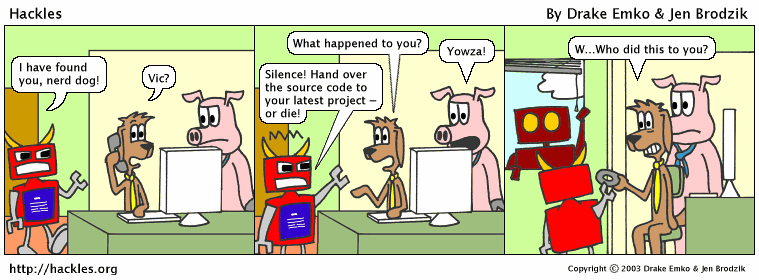 Hackles
By Drake Emko & Jen Brodzik
I have found
you, nerd dog!
Vic?
What happened to you?
Silence! Hand over
the source code to
your latest project –
or die!
Yowza!
W...Who did this to you?
http://hackles.org
Copyright © 2003 Drake Emko & Jen Brodzik